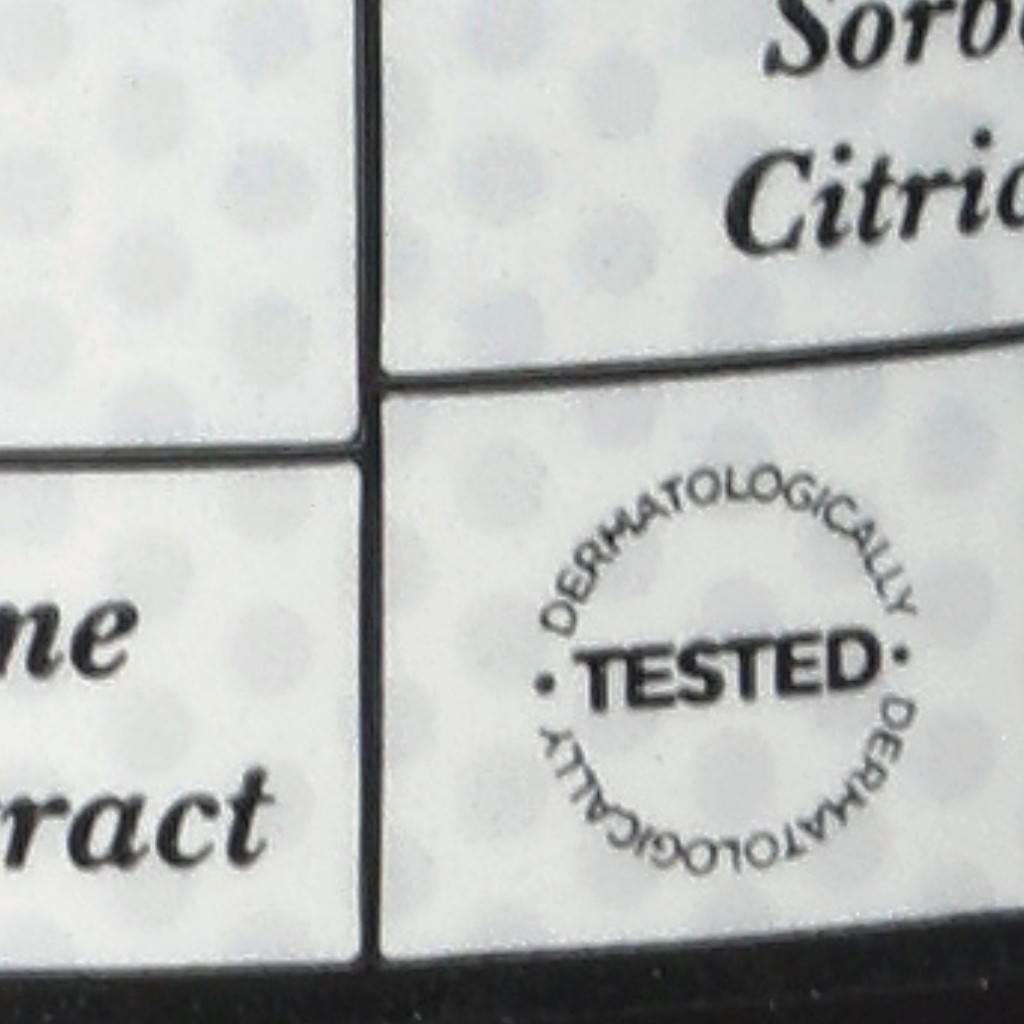 Sorb
Citric
ne
ract
DERMATOLOGICALLY
• TESTED •
DERMATOLOGICALLY